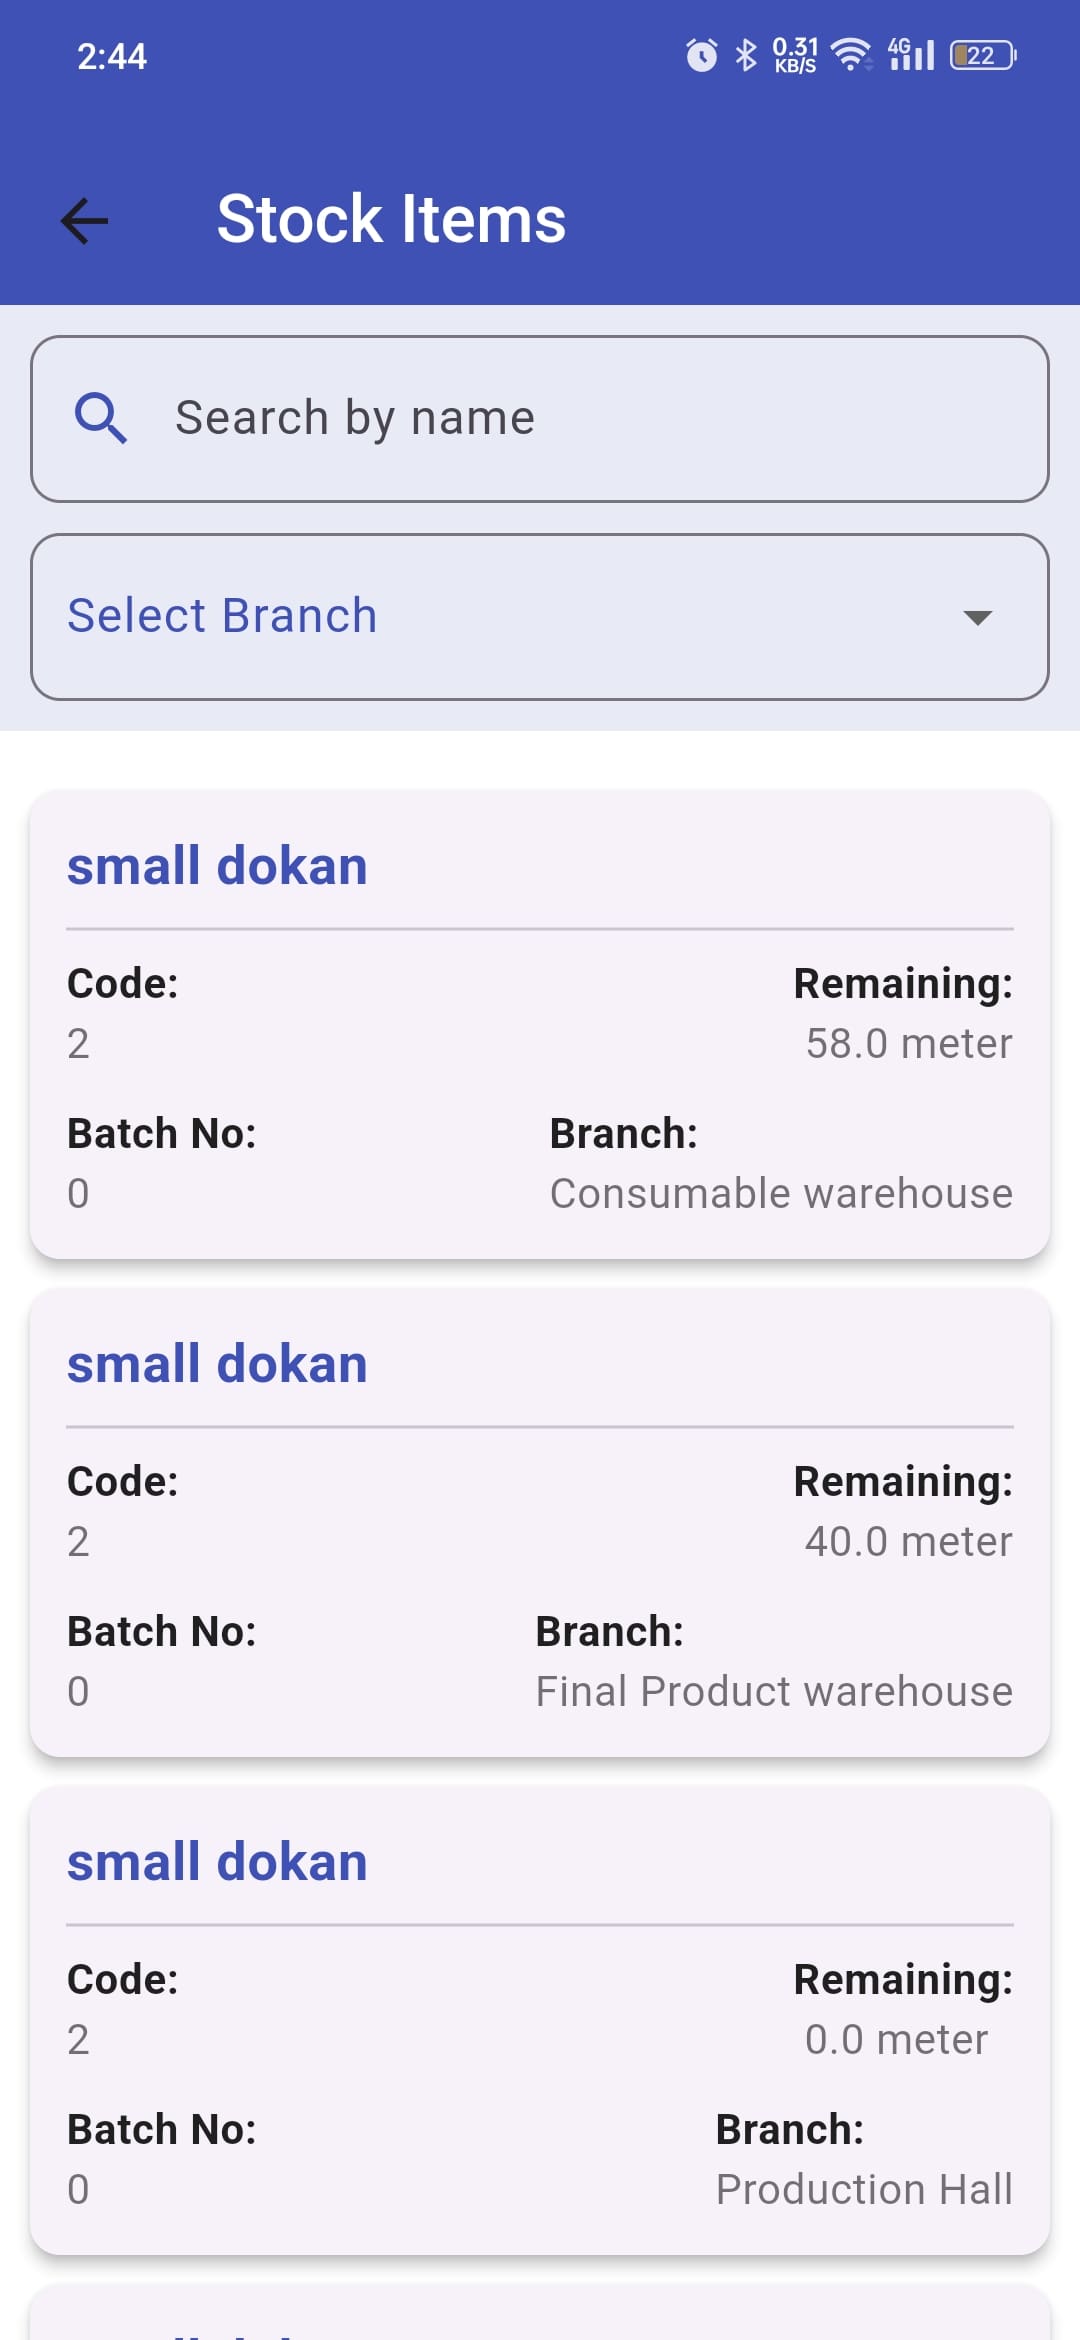 2:44
0.31
KB/S
4G
22
Stock Items
Search by name
Select Branch
small dokan
Code:
Remaining:
2
58.0 meter
Batch No:
Branch:
0
Consumable warehouse
small dokan
Code:
Remaining:
2
40.0 meter
Batch No:
Branch:
0
Final Product warehouse
small dokan
Code:
Remaining:
2
0.0 meter
Batch No:
Branch:
0
Production Hall